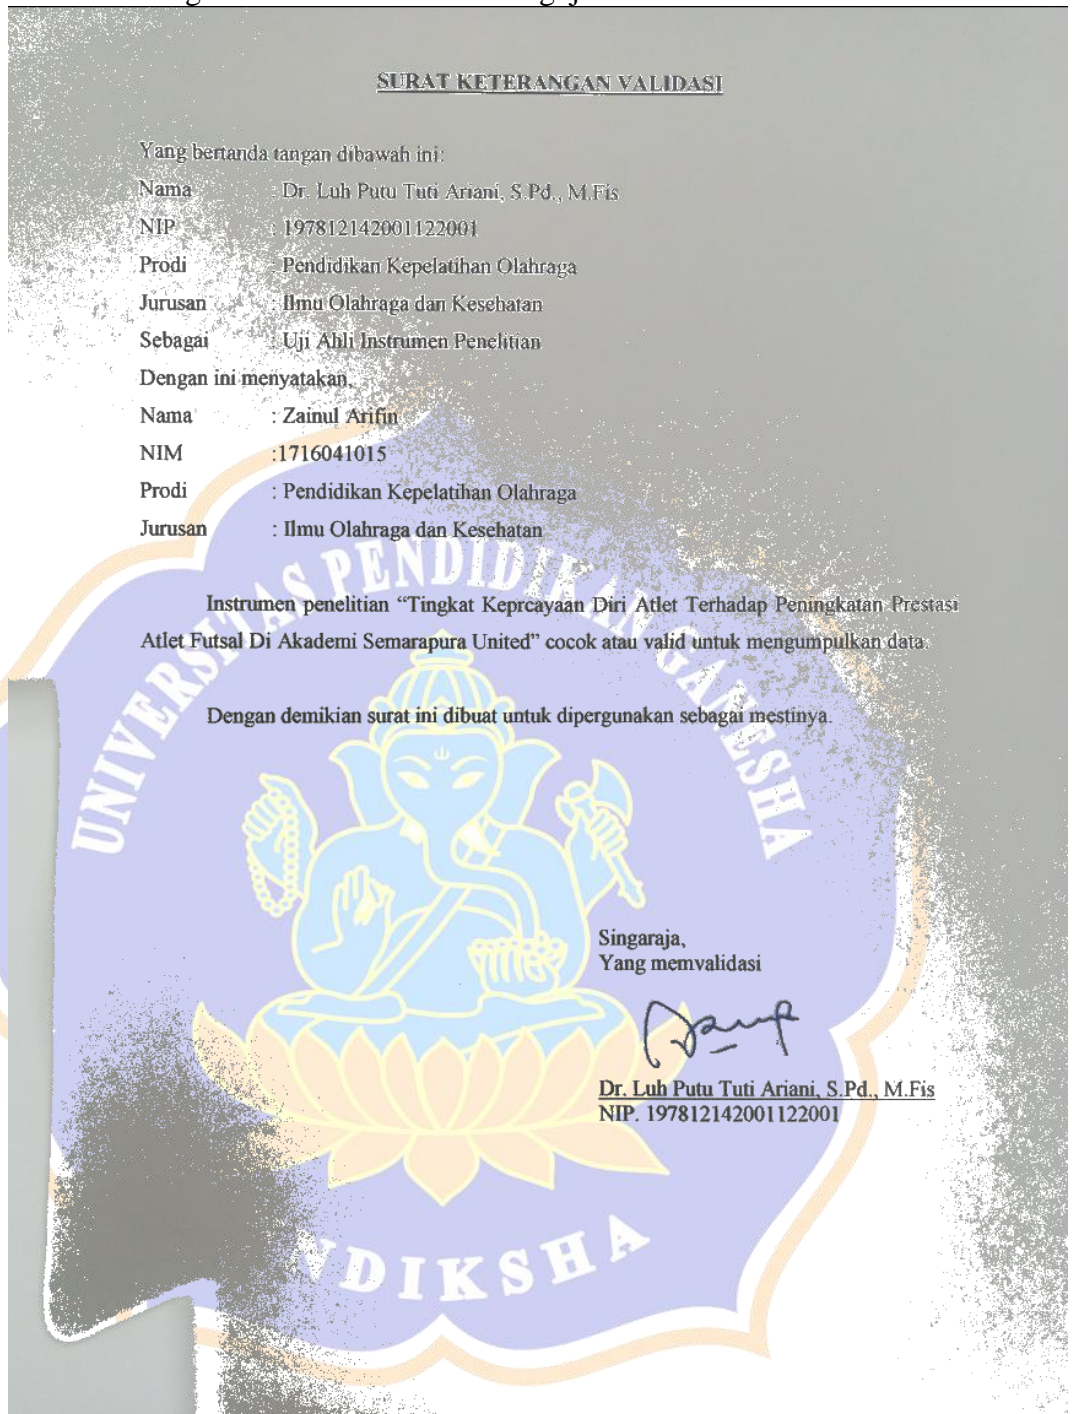 SURAT KETERANGAN VALIDASI
Yang bertanda tangan dibawah ini:
Nama : Dr. Luh Putu Tuti Ariani, S.Pd., M.Fis
NIP : 197812142001122001
Prodi : Pendidikan Kepelatihan Olahraga
Jurusan : Ilmu Olahraga dan Kesehatan
Sebagai : Uji Ahli Instrumen Penelitian
Dengan ini menyatakan,
Nama : Zainul Arifin
NIM :1716041015
Prodi : Pendidikan Kepelatihan Olahraga
Jurusan : Ilmu Olahraga dan Kesehatan
Instrumen penelitian “Tingkat Keprcayaan Diri Atlet Terhadap Peningkatan Prestasi
Atlet Futsal Di Akademi Semarapura United” cocok atau valid untuk mengumpulkan data.
Dengan demikian surat ini dibuat untuk dipergunakan sebagai mestinya.
Singaraja,
Yang memvalidasi
Dr. Luh Putu Tuti Ariani, S.Pd., M.Fis
NIP. 197812142001122001
UNIVERSITAS PENDIDIKAN GANESHA
UNDIKSHA